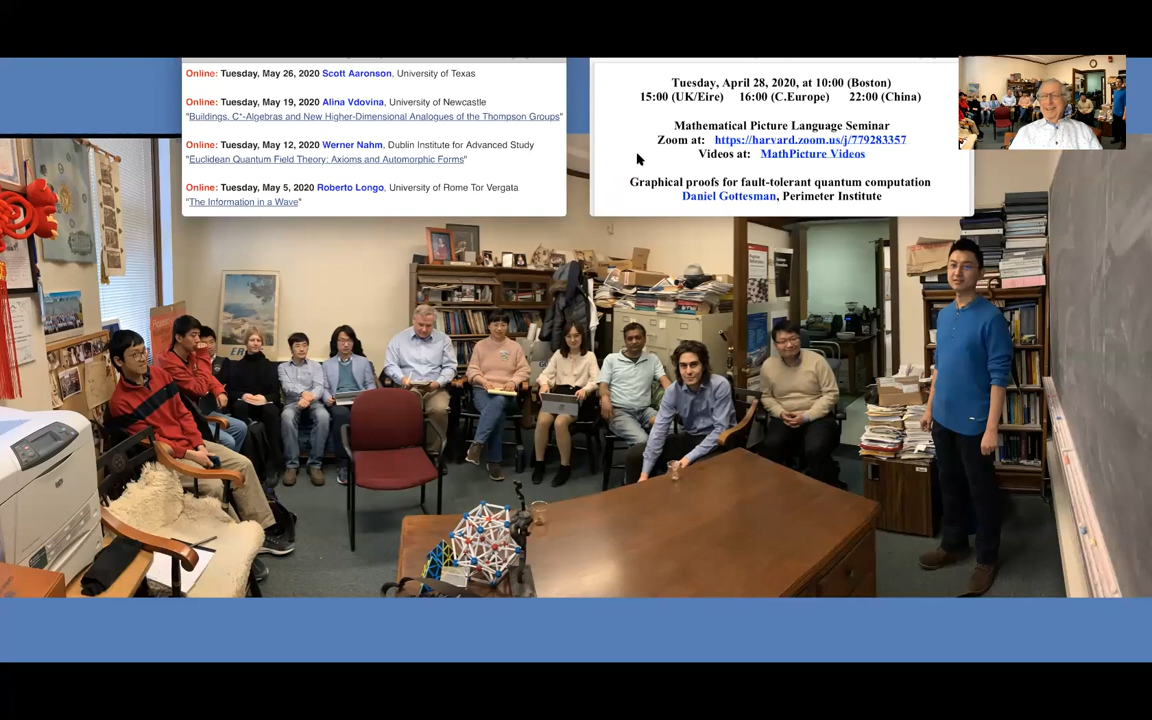 Online: Tuesday, May 26, 2020 Scott Aaronson, University of Texas
Online: Tuesday, May 19, 2020 Alina Vdovina, University of Newcastle
"Buildings, C*-Algebras and New Higher-Dimensional Analogues of the Thompson Groups"
Online: Tuesday, May 12, 2020 Werner Nahm, Dublin Institute for Advanced Study
"Euclidean Quantum Field Theory: Axioms and Automorphic Forms"
Online: Tuesday, May 5, 2020 Roberto Longo, University of Rome Tor Vergata
"The Information in a Wave"
Tuesday, April 28, 2020, at 10:00 (Boston)
15:00 (UK/Eire) 16:00 (C.Europe) 22:00 (China)
Mathematical Picture Language Seminar
Zoom at: https://harvard.zoom.us/j/779283357
Videos at: MathPicture Videos
Graphical proofs for fault-tolerant quantum computation
Daniel Gottesman, Perimeter Institute